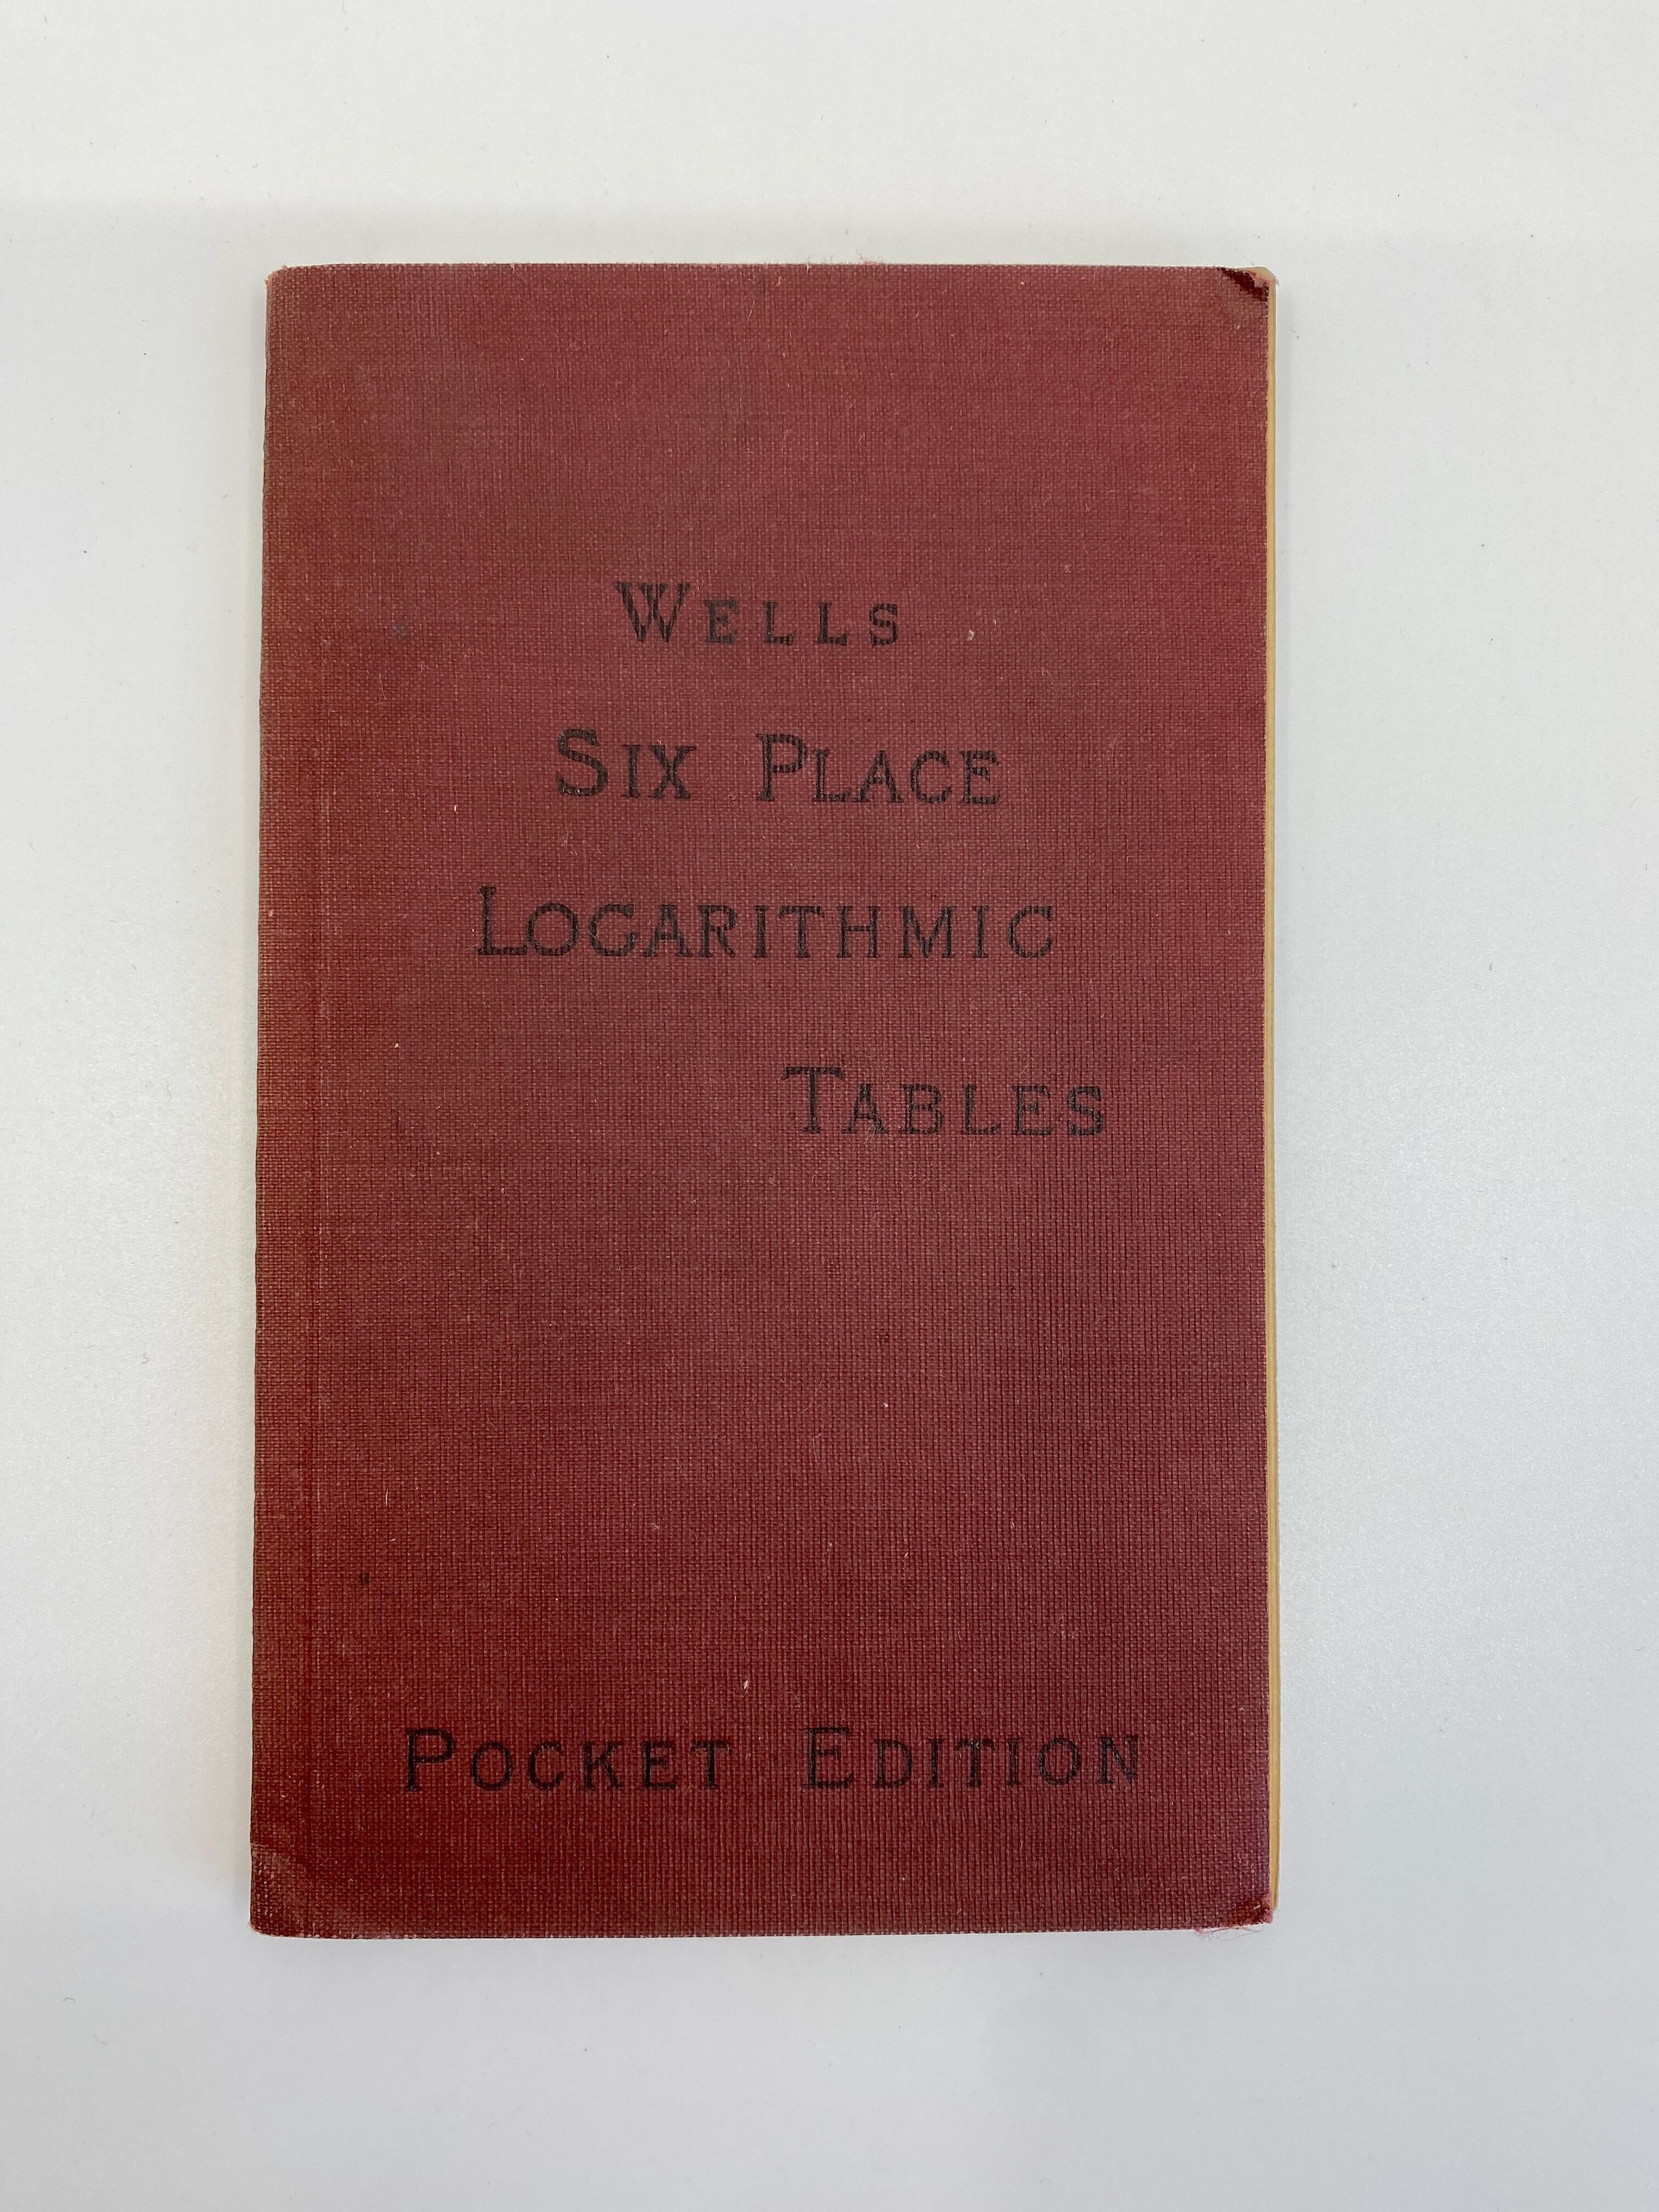 WELLS
SIX PLACE
LOGARITHMIC
TABLES
POCKET EDITION